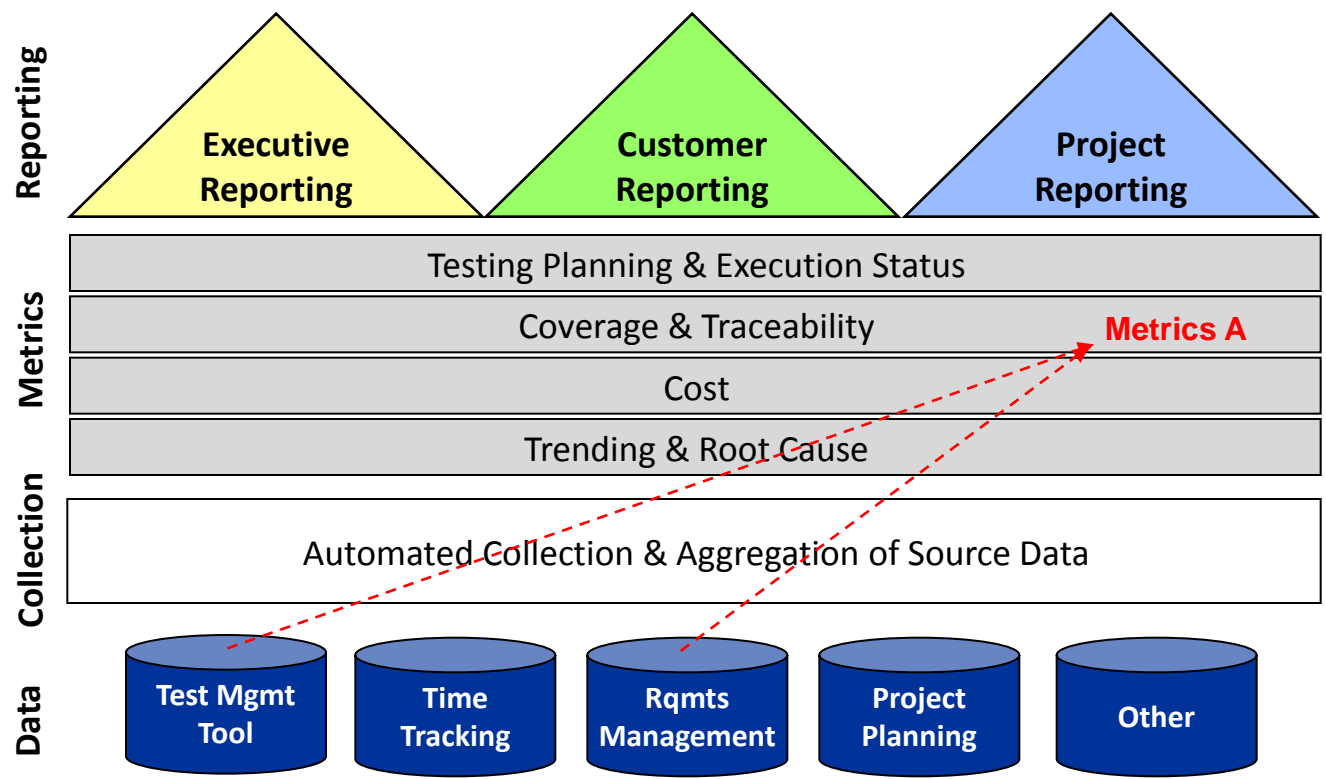 Reporting
Executive
Reporting
Customer
Reporting
Project
Reporting
Metrics
Testing Planning & Execution Status
Coverage & Traceability
Metrics A
Cost
Trending & Root Cause
Collection
Automated Collection & Aggregation of Source Data
Data
Test Mgmt
Tool
Time
Tracking
Rqmts
Management
Project
Planning
Other